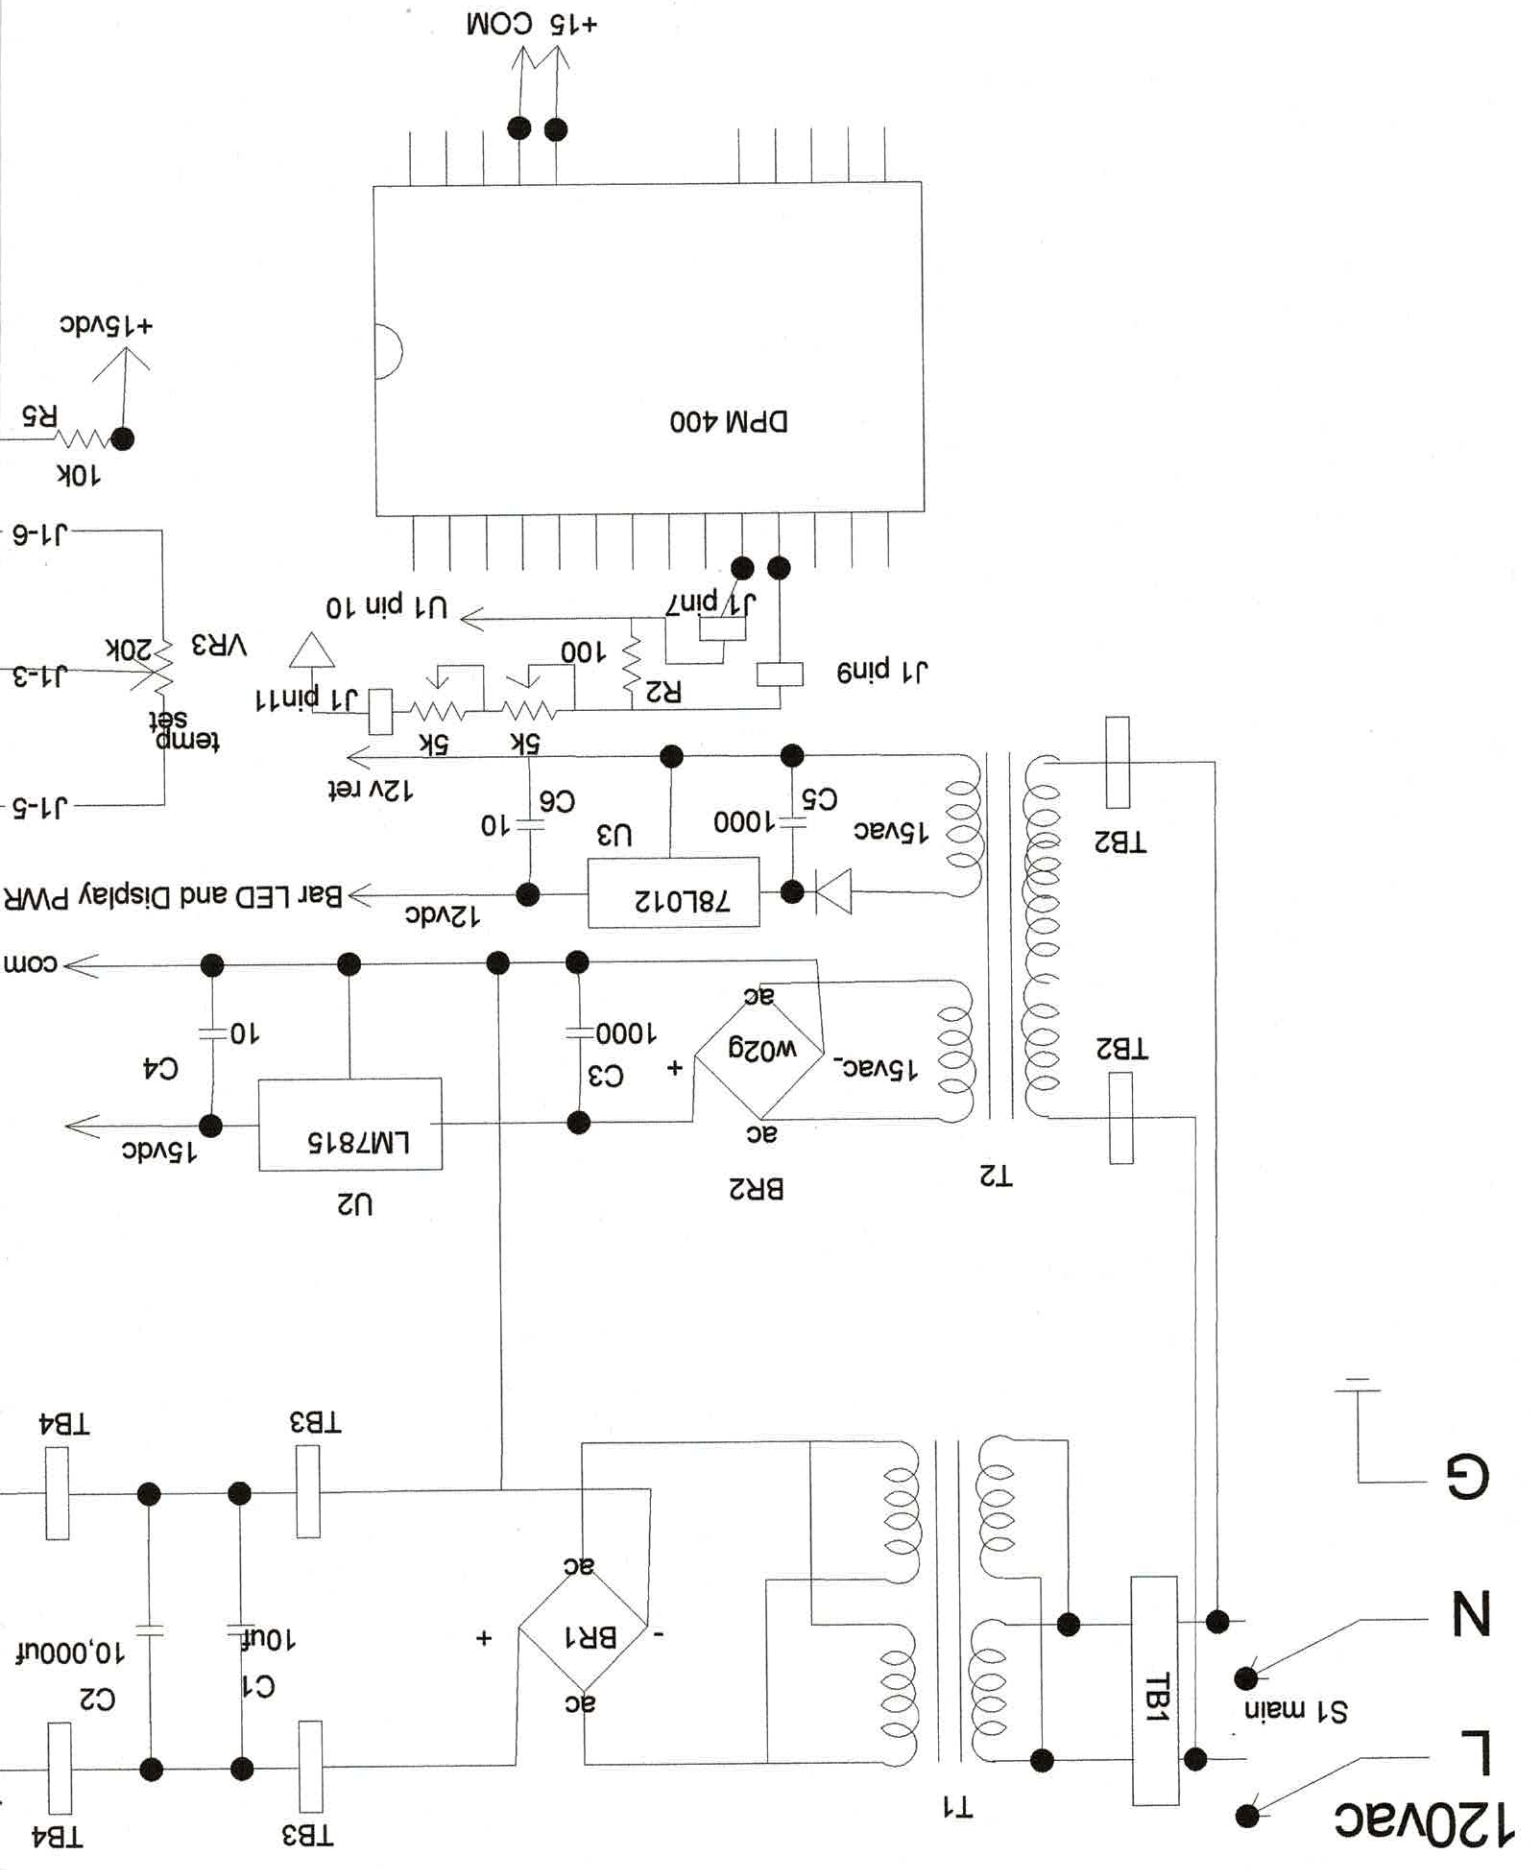 120vac
L
S1 main
N
G
TB1
T1
TB3
TB4
ac
C1
C2
BR1
-
+
10uf
10,000uf
ac
TB3
TB4
U2
BR2
T2
15vdc
LM7815
ac
C3
C4
+
15vac
-
w02g
TB2
1000
10
ac
com
12vdc
78L012
Bar LED and Display PWR
U3
15vac
TB2
1000
10
C5
C6
12v ret
J1-5
5k
5k
temp
set
J1 pin11
R2
J1 pin9
J1-3
20k
VR3
100
U1 pin 10
J1 pin7
J1-6
10k
R5
DPM 400
+15vdc
+15 COM